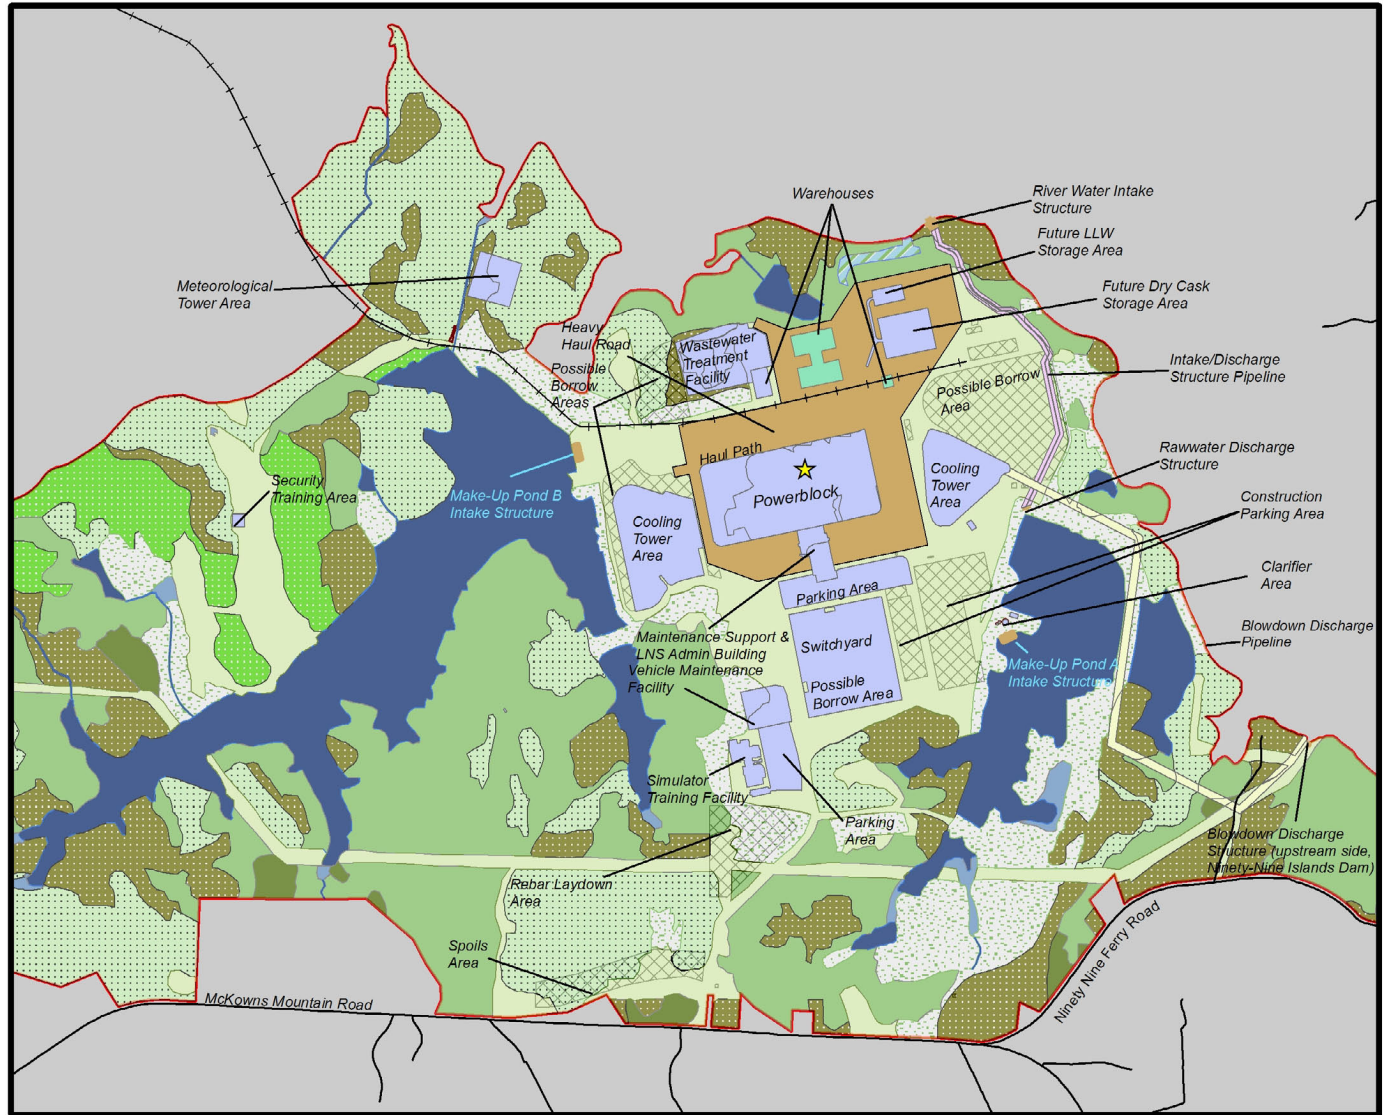 Warehouses
River Water Intake
Structure
Future LLW
Storage Area
Future Dry Cask
Storage Area
Meteorological
Tower Area
Heavy
Haul Road
Wastewater
Treatment
Facility
Possible
Borrow
Areas
Possible Borrow
Area
Intake/Discharge
Structure Pipeline
Haul Path
Rawwater Discharge
Structure
Cooling
Tower
Area
Security
Training Area
Make-Up Pond B
Intake Structure
Powerblock
Construction
Parking Area
Cooling
Tower
Area
Clarifier
Area
Parking Area
Blowdown Discharge
Pipeline
Maintenance Support &
LNS Admin Building
Vehicle Maintenance
Facility
Switchyard
Make-Up Pond A
Intake Structure
Possible
Borrow Area
Simulator
Training Facility
Parking
Area
Blowdown Discharge
Structure (upstream side,
Ninety-Nine Islands Dam)
Rebar Laydown
Area
Spoils
Area
Ninety Nine Ferry Road
McKowns Mountain Road